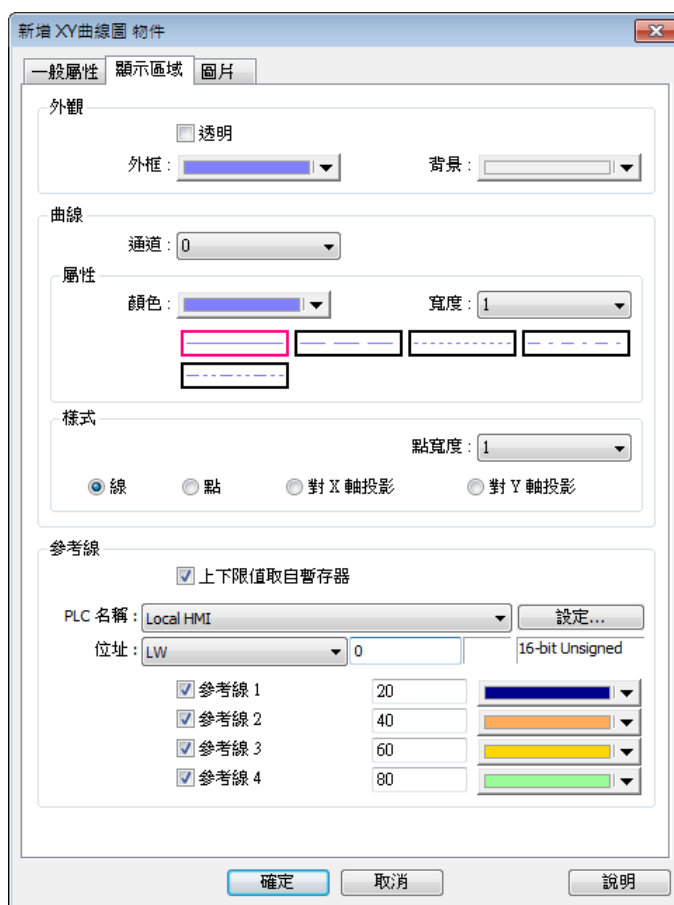 新增 XY曲線圖 物件
一般屬性 顯示區域 圖片
外觀
透明
外框 : 背景 :
曲線
通道 : 0
屬性
顏色 : 寬度 : 1
樣式
點寬度 : 1
線 點 對 X 軸投影 對 Y 軸投影
參考線
上下限值取自暫存器
PLC 名稱 : Local HMI 設定...
位址 : LW 0 16-bit Unsigned
參考線 1 20
參考線 2 40
參考線 3 60
參考線 4 80
確定 取消 說明